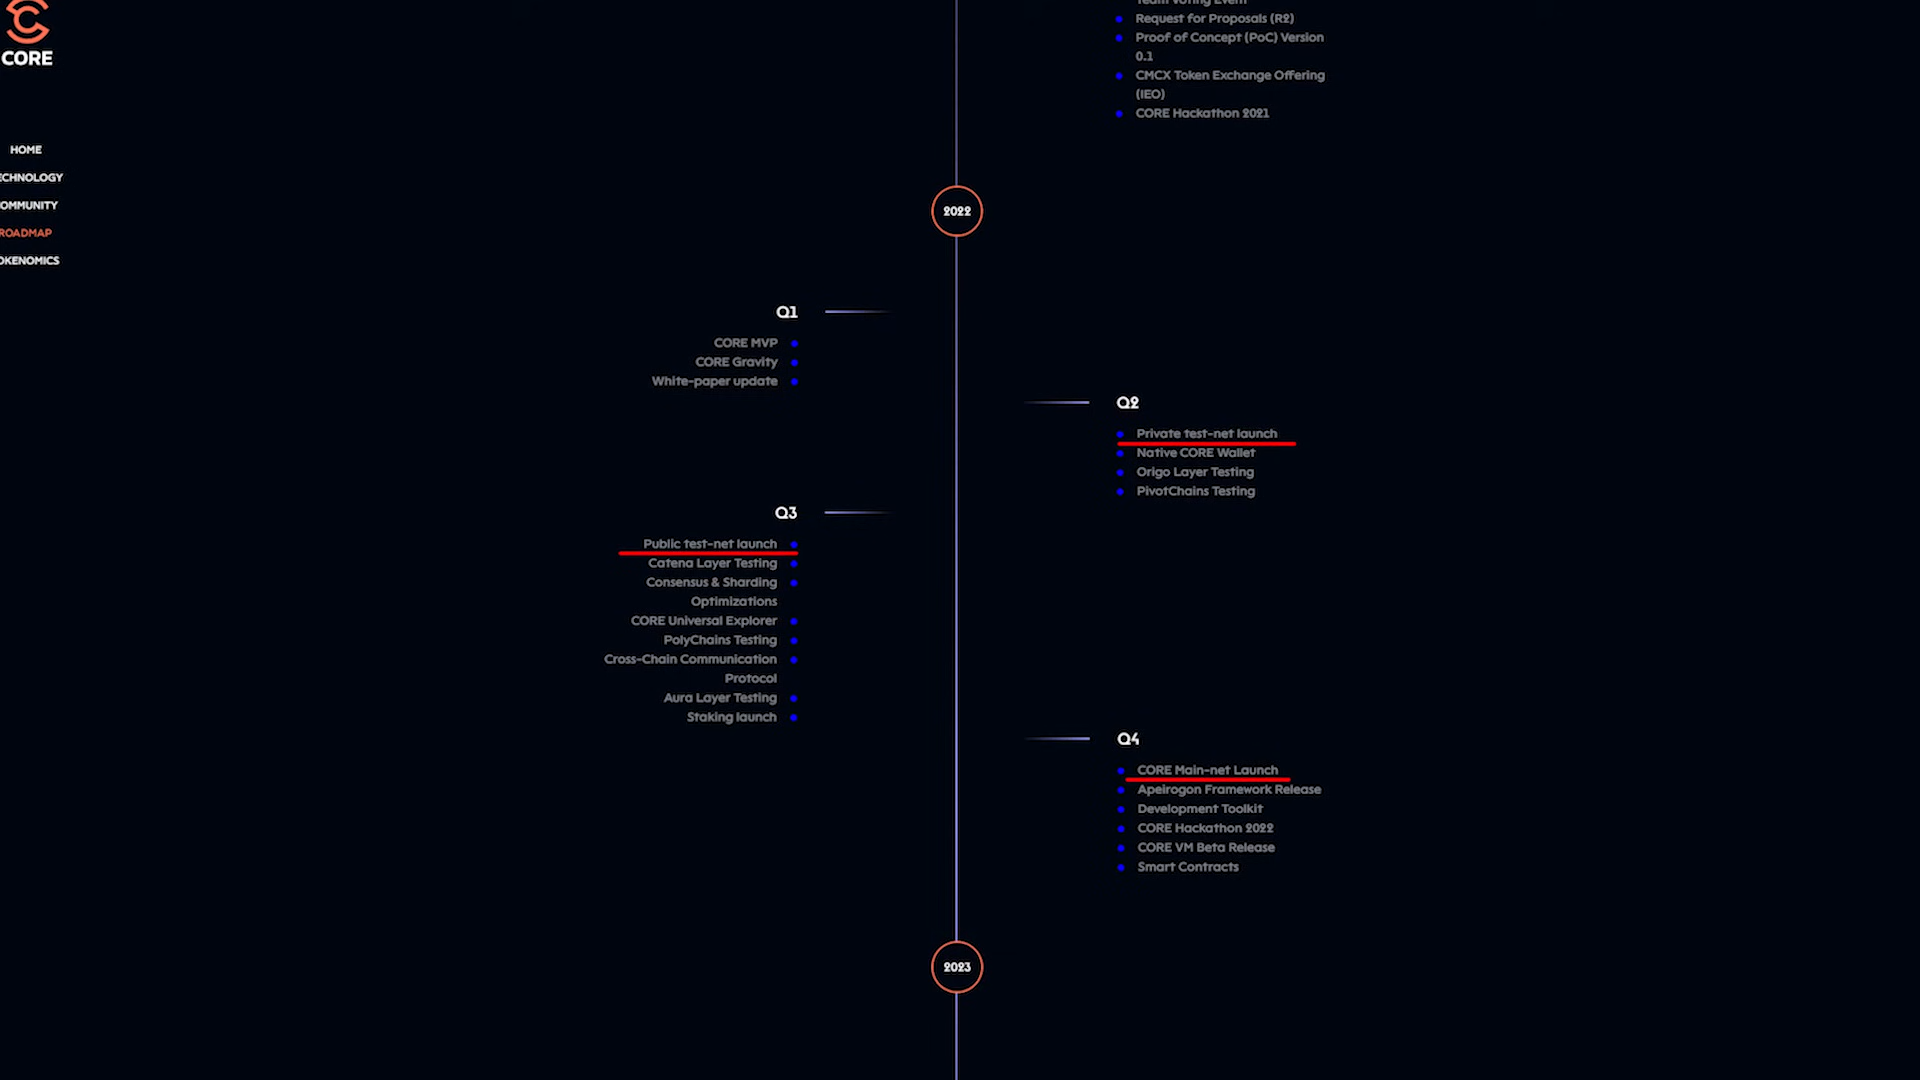 CORE
HOME
ECHNOLOGY
OMMUNITY
ROADMAP
OKENOMICS
Team Voting Event
Request for Proposals (R2)
Proof of Concept (PoC) Version
0.1
CMCX Token Exchange Offering
(IEO)
CORE Hackathon 2021
2022
Q1
CORE MVP
CORE Gravity
White-paper update
Q2
Private test-net launch
Native CORE Wallet
Origo Layer Testing
PivotChains Testing
Q3
Public test-net launch
Catena Layer Testing
Consensus & Sharding
Optimizations
CORE Universal Explorer
PolyChains Testing
Cross-Chain Communication
Protocol
Aura Layer Testing
Staking launch
Q4
CORE Main-net Launch
Apeirogon Framework Release
Development Toolkit
CORE Hackathon 2022
CORE VM Beta Release
Smart Contracts
2023